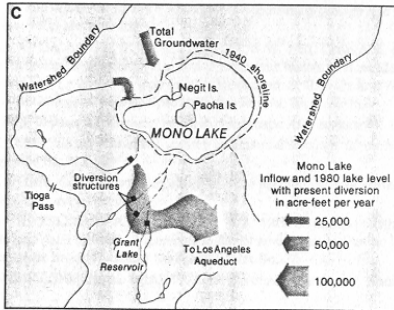 C
Total
Groundwater
Watershed Boundary
1940 shoreline
Watershed Boundary
Negit Is.
Paoha Is.
MONO LAKE
Diversion
structures
Tioga
Pass
Grant
Lake
Reservoir
To Los Angeles
Aqueduct
Mono Lake
Inflow and 1980 lake level
with present diversion
in acre-feet per year
25,000
50,000
100,000